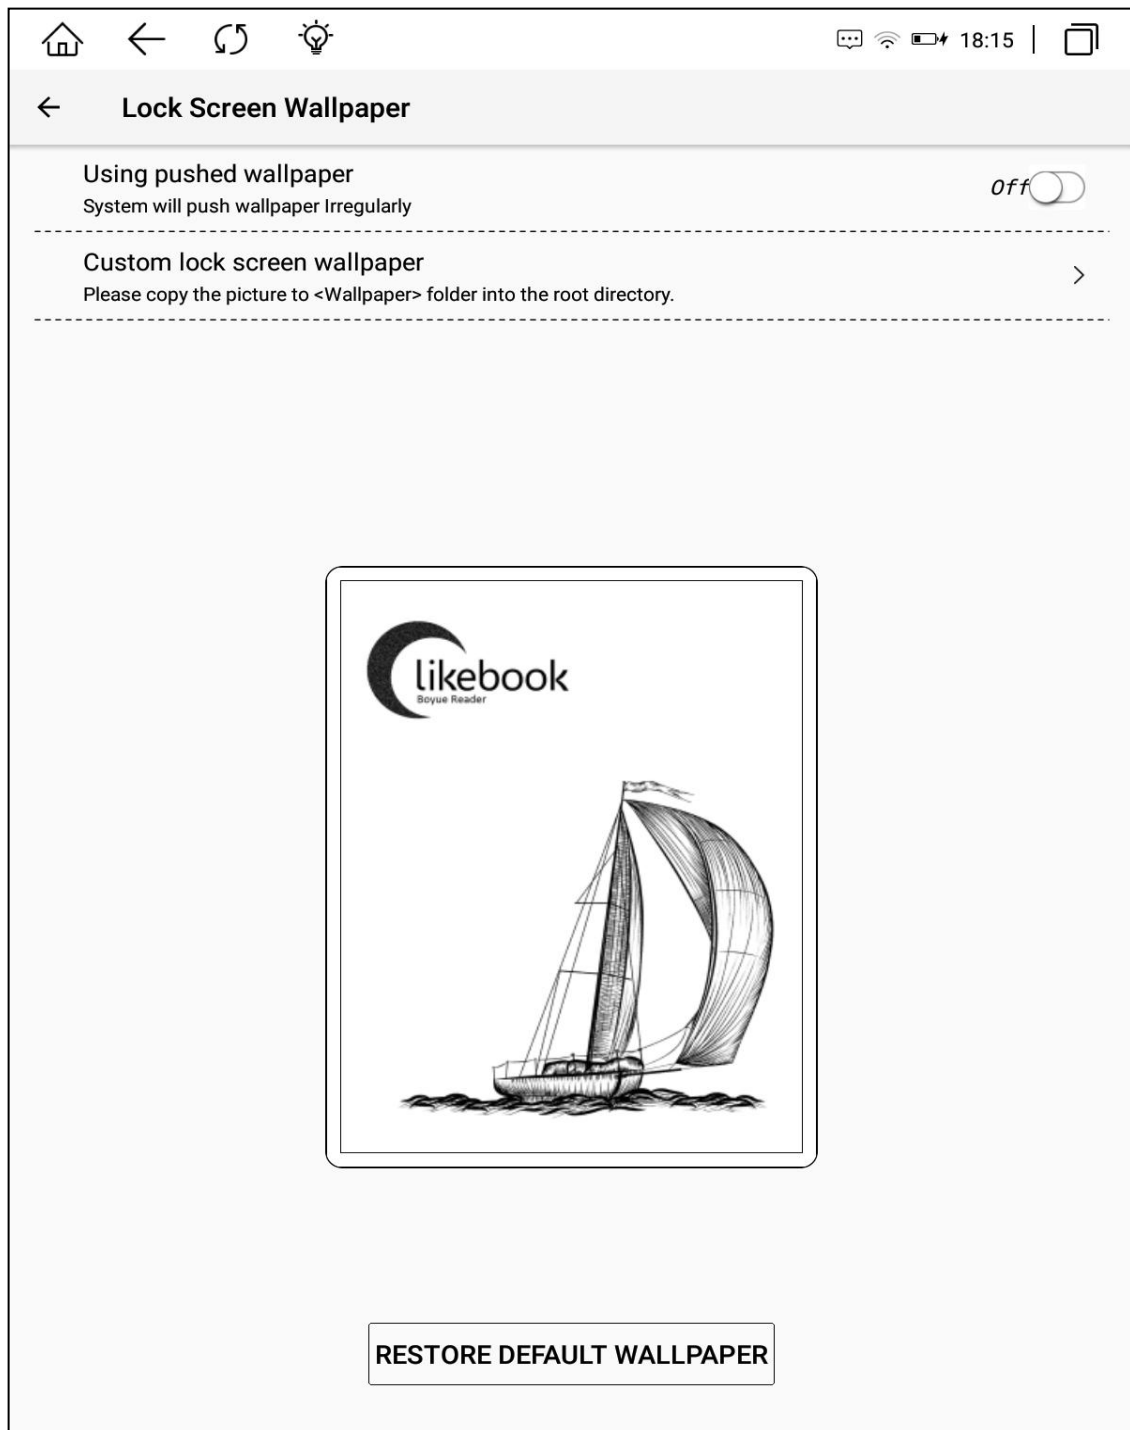 18:15
Lock Screen Wallpaper
Using pushed wallpaper
System will push wallpaper Irregularly
Off
Custom lock screen wallpaper
Please copy the picture to <Wallpaper> folder into the root directory.
likebook
Boyue Reader
RESTORE DEFAULT WALLPAPER